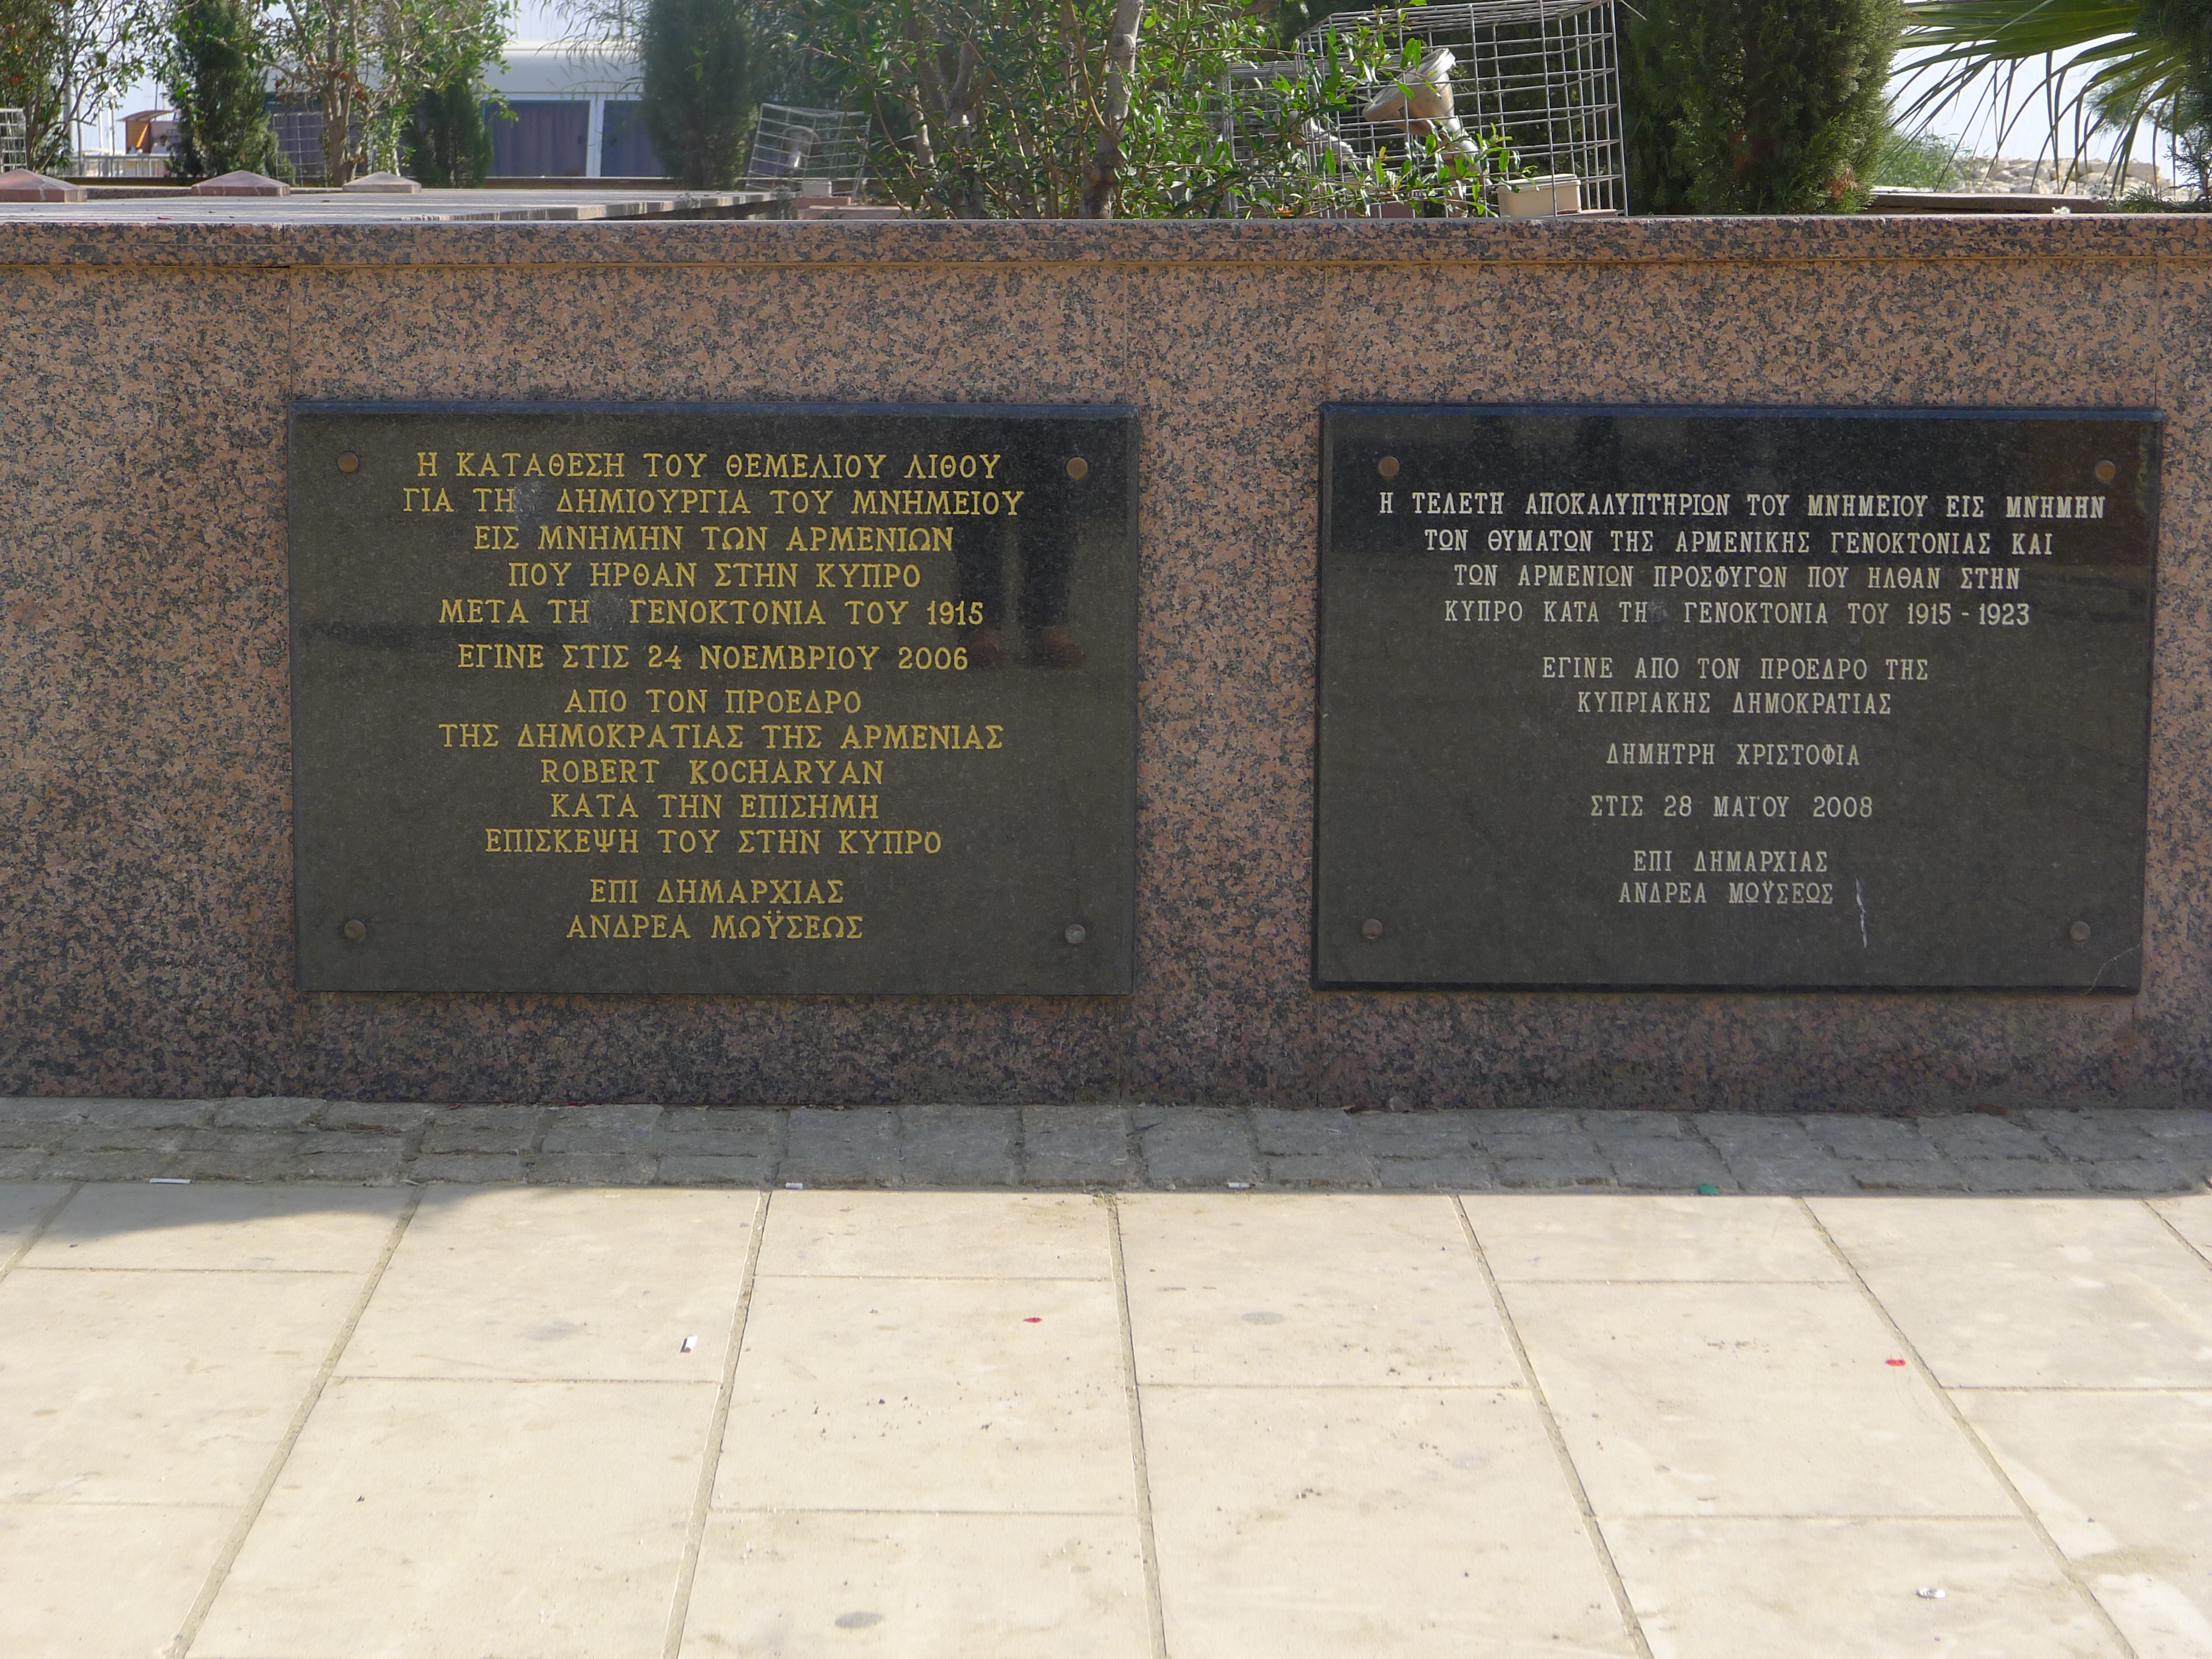 Η ΚΑΤΑΘΕΣΗ ΤΟΥ ΘΕΜΕΛΙΟΥ ΛΙΘΟΥ
ΓΙΑ ΤΗ ΔΗΜΙΟΥΡΓΙΑ ΤΟΥ ΜΝΗΜΕΙΟΥ
ΕΙΣ ΜΝΗΜΗΝ ΤΩΝ ΑΡΜΕΝΙΩΝ
ΠΟΥ ΗΡΘΑΝ ΣΤΗΝ ΚΥΠΡΟ
ΜΕΤΑ ΤΗ ΓΕΝΟΚΤΟΝΙΑ ΤΟΥ 1915
ΕΓΙΝΕ ΣΤΙΣ 24 ΝΟΕΜΒΡΙΟΥ 2006
ΑΠΟ ΤΟΝ ΠΡΟΕΔΡΟ
ΤΗΣ ΔΗΜΟΚΡΑΤΙΑΣ ΤΗΣ ΑΡΜΕΝΙΑΣ
ROBERT KOCHARYAN
ΚΑΤΑ ΤΗΝ ΕΠΙΣΗΜΗ
ΕΠΙΣΚΕΨΗ ΤΟΥ ΣΤΗΝ ΚΥΠΡΟ
ΕΠΙ ΔΗΜΑΡΧΙΑΣ
ΑΝΔΡΕΑ ΜΩΫΣΕΩΣ
Η ΤΕΛΕΤΗ ΑΠΟΚΑΛΥΠΤΗΡΙΩΝ ΤΟΥ ΜΝΗΜΕΙΟΥ ΕΙΣ ΜΝΗΜΗΝ
ΤΩΝ ΘΥΜΑΤΩΝ ΤΗΣ ΑΡΜΕΝΙΚΗΣ ΓΕΝΟΚΤΟΝΙΑΣ ΚΑΙ
ΤΩΝ ΑΡΜΕΝΙΩΝ ΠΡΟΣΦΥΓΩΝ ΠΟΥ ΗΛΘΑΝ ΣΤΗΝ
ΚΥΠΡΟ ΚΑΤΑ ΤΗ ΓΕΝΟΚΤΟΝΙΑ ΤΟΥ 1915 - 1923
ΕΓΙΝΕ ΑΠΟ ΤΟΝ ΠΡΟΕΔΡΟ ΤΗΣ
ΚΥΠΡΙΑΚΗΣ ΔΗΜΟΚΡΑΤΙΑΣ
ΔΗΜΗΤΡΗ ΧΡΙΣΤΟΦΙΑ
ΣΤΙΣ 28 ΜΑΪΟΥ 2008
ΕΠΙ ΔΗΜΑΡΧΙΑΣ
ΑΝΔΡΕΑ ΜΩΫΣΕΩΣ